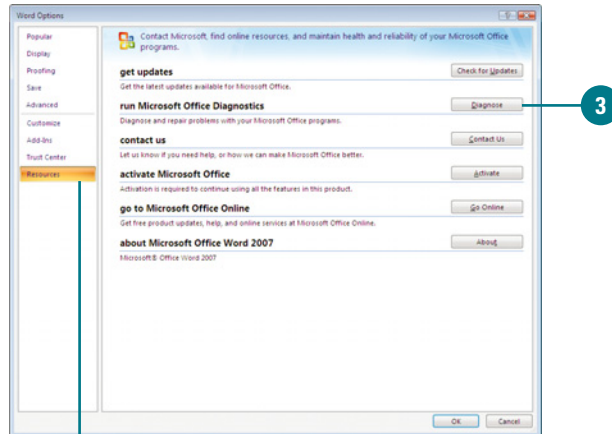 Word Options
Popular
Display
Proofing
Save
Advanced
Customize
Add-Ins
Trust Center
Resources
Contact Microsoft, find online resources, and maintain health and reliability of your Microsoft Office
programs.
get updates
Check for Updates
Get the latest updates available for Microsoft Office.
run Microsoft Office Diagnostics
Diagnose
3
Diagnose and repair problems with your Microsoft Office programs.
contact us
Contact Us
Let us know if you need help, or how we can make Microsoft Office better.
activate Microsoft Office
Activate
Activation is required to continue using all the features in this product.
go to Microsoft Office Online
Go Online
Get free product updates, help, and online services at Microsoft Office Online.
about Microsoft Office Word 2007
About
Microsoft® Office Word 2007
OK
Cancel